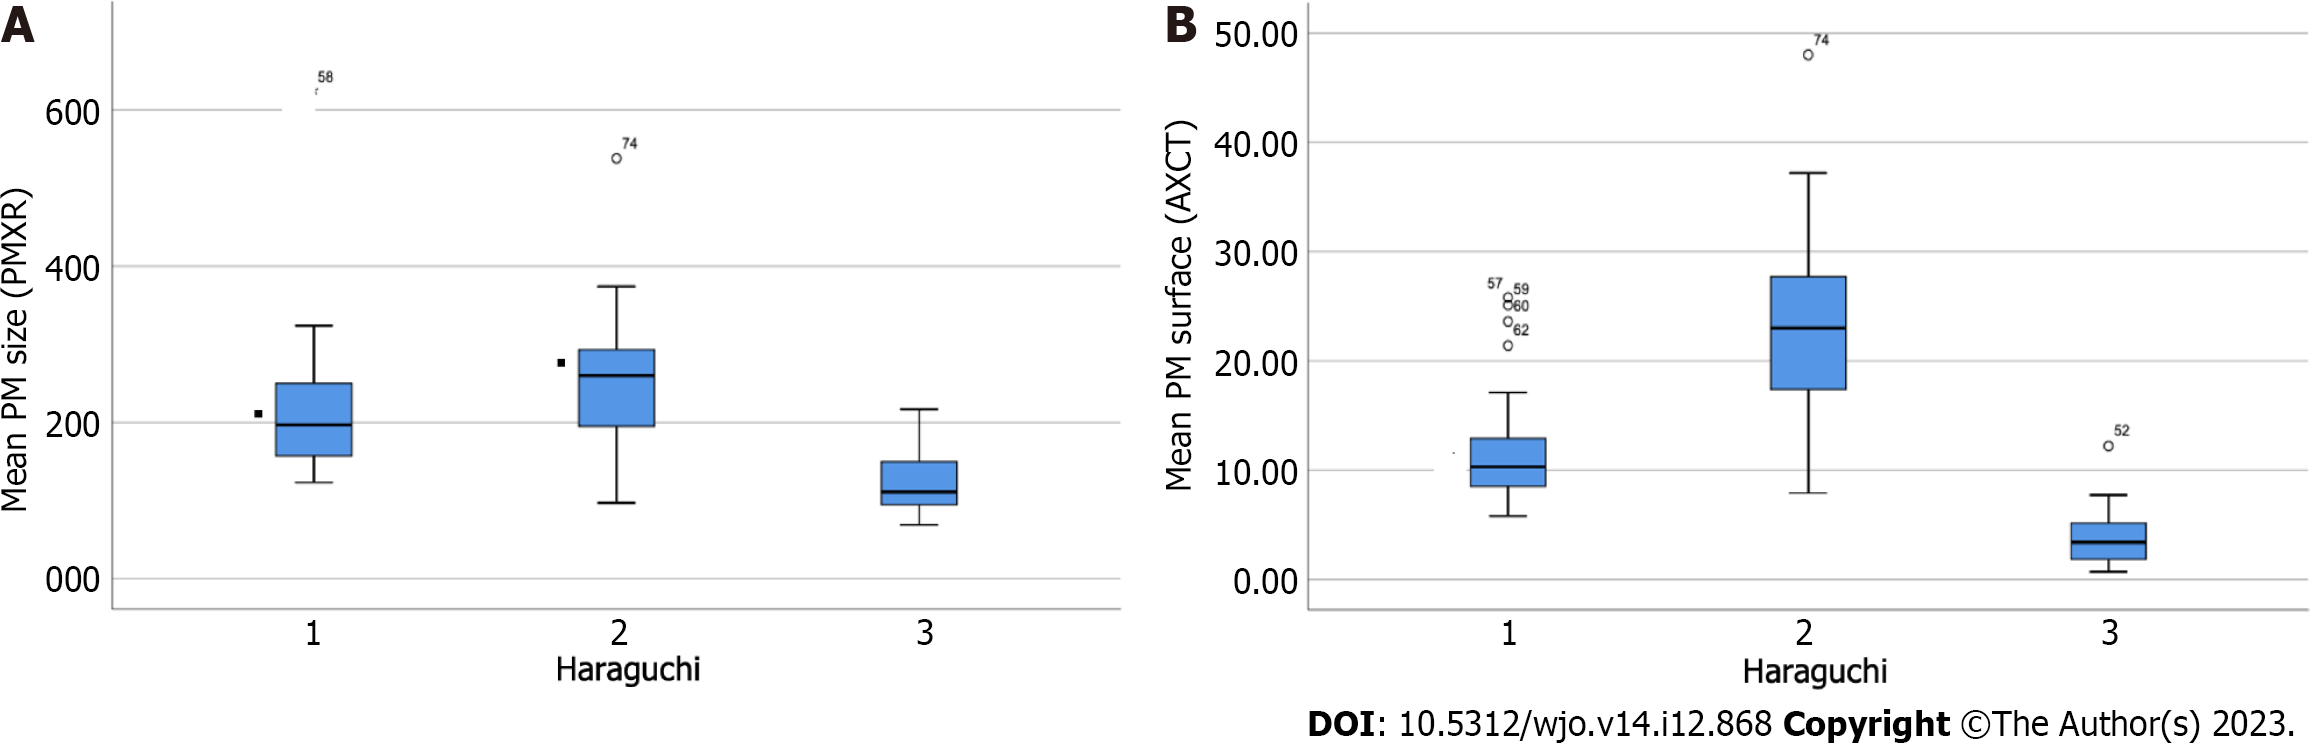 A
Mean PM size (PMXR)
600
400
200
000
58
74
1 2 3
Haraguchi
B
Mean PM surface (AXCT)
50.00
40.00
30.00
20.00
10.00
0.00
74
57
59
60
62
52
1 2 3
Haraguchi
DOI: 10.5312/wjo.v14.i12.868 Copyright ©The Author(s) 2023.